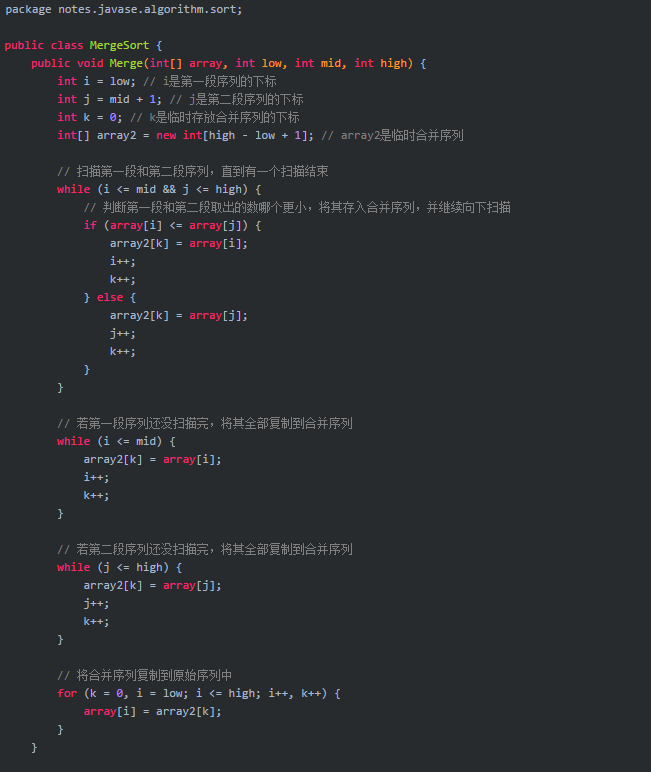 package notes.javase.algorithm.sort;
public class MergeSort {
public void Merge(int[] array, int low, int mid, int high) {
int i = low; // i是第一段序列的下标
int j = mid + 1; // j是第二段序列的下标
int k = 0; // k是临时存放合并序列的下标
int[] array2 = new int[high - low + 1]; // array2是临时合并序列
// 扫描第一段和第二段序列，直到有一个扫描结束
while (i <= mid && j <= high) {
// 判断第一段和第二段取出的数哪个更小，将其存入合并序列，并继续向下扫描
if (array[i] <= array[j]) {
array2[k] = array[i];
i++;
k++;
} else {
array2[k] = array[j];
j++;
k++;
}
}
// 若第一段序列还没扫描完，将其全部复制到合并序列
while (i <= mid) {
array2[k] = array[i];
i++;
k++;
}
// 若第二段序列还没扫描完，将其全部复制到合并序列
while (j <= high) {
array2[k] = array[j];
j++;
k++;
}
// 将合并序列复制到原始序列中
for (k = 0, i = low; i <= high; i++, k++) {
array[i] = array2[k];
}
}